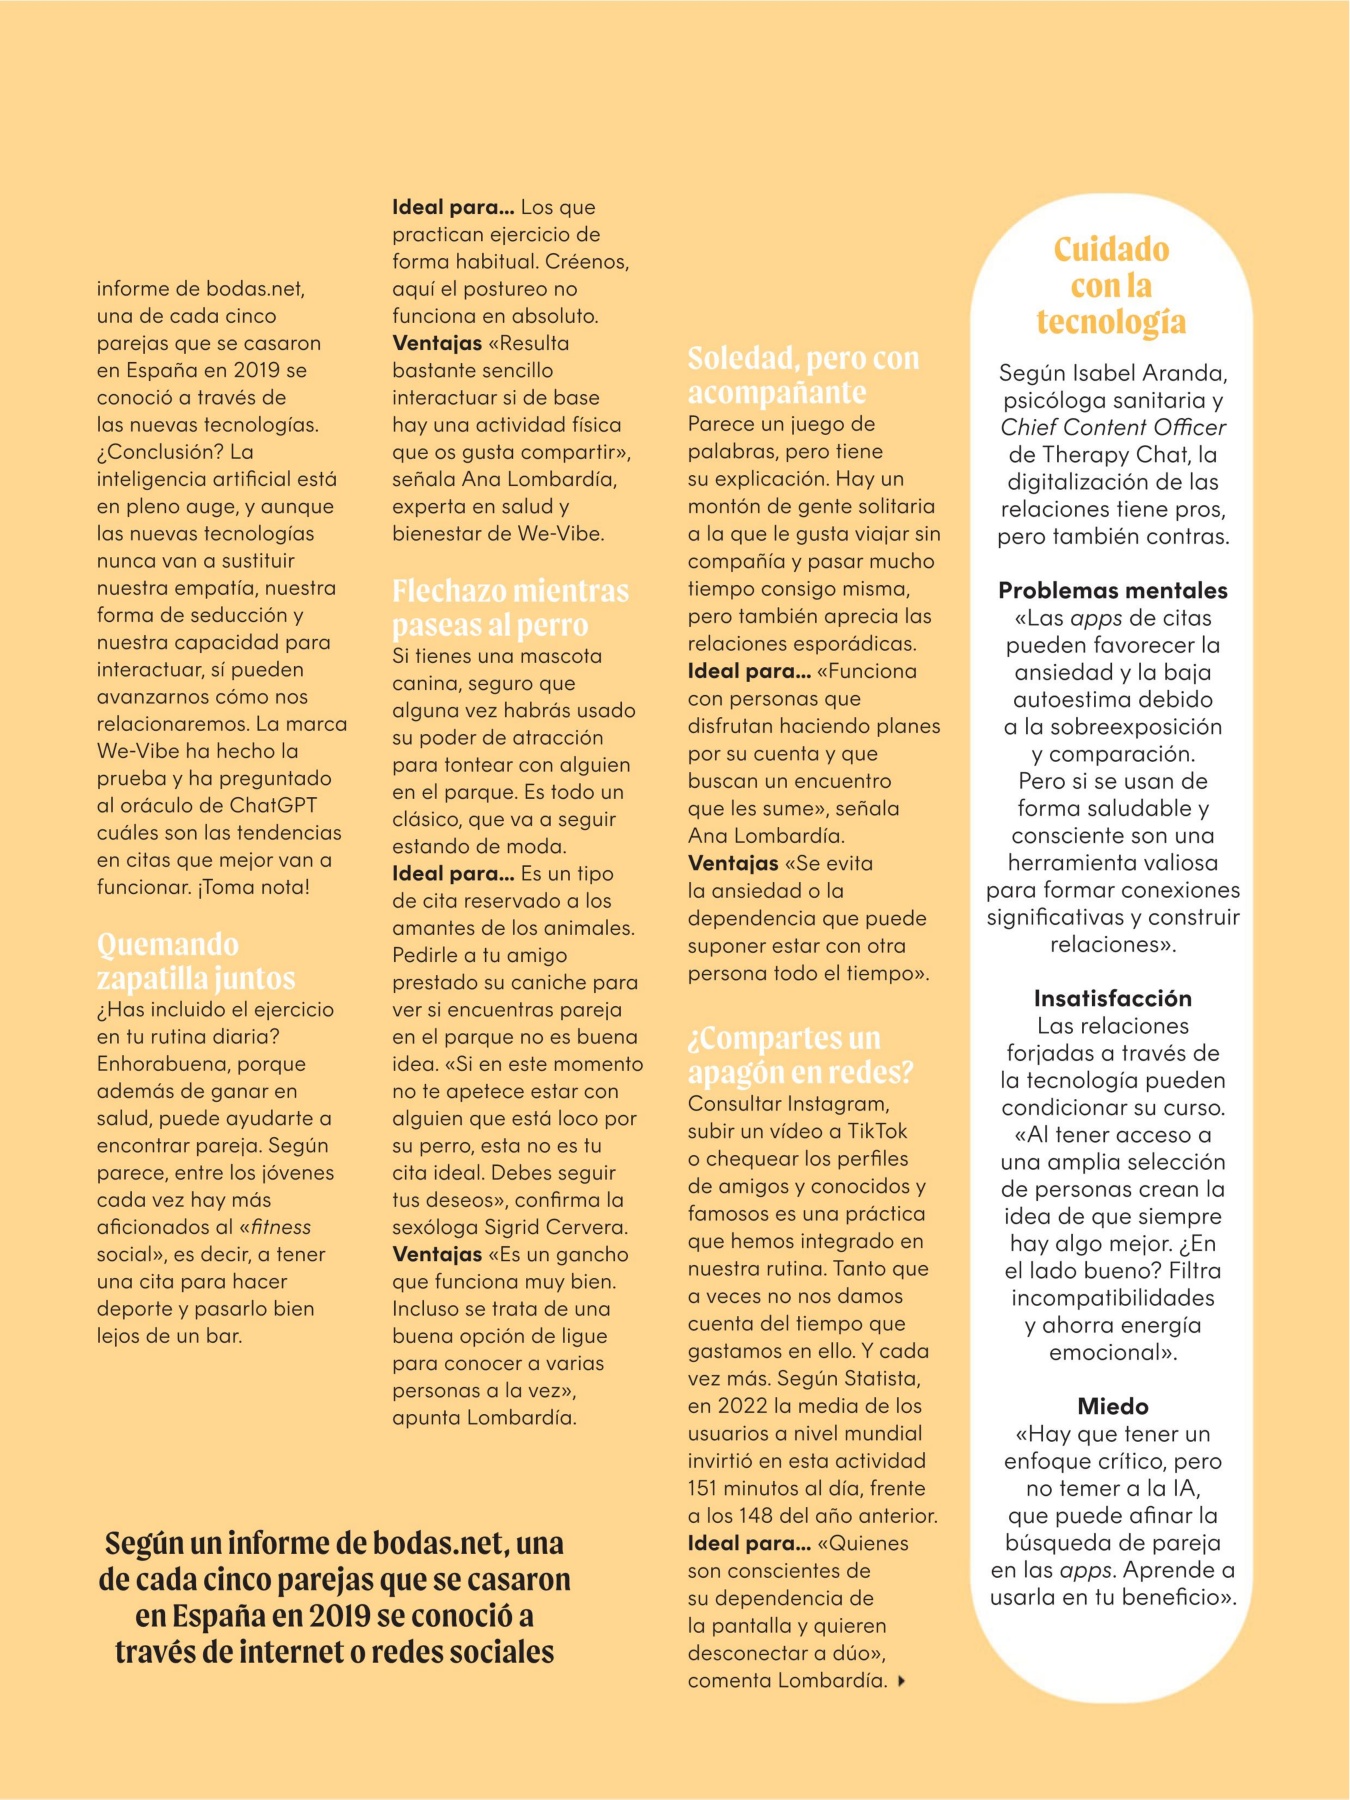 informe de bodas.net,
una de cada cinco
parejas que se casaron
en España en 2019 se
conoció a través de
las nuevas tecnologías.
¿Conclusión? La
inteligencia artificial está
en pleno auge, y aunque
las nuevas tecnologías
nunca van a sustituir
nuestra empatía, nuestra
forma de seducción y
nuestra capacidad para
interactuar, sí pueden
avanzarnos cómo nos
relacionaremos. La marca
We-Vibe ha hecho la
prueba y ha preguntado
al oráculo de ChatGPT
cuáles son las tendencias
en citas que mejor van a
funcionar. ¡Toma nota!
Quemando
zapatilla juntos
¿Has incluido el ejercicio
en tu rutina diaria?
Enhorabuena, porque
además de ganar en
salud, puede ayudarte a
encontrar pareja. Según
parece, entre los jóvenes
cada vez hay más
aficionados al «fitness
social», es decir, a tener
una cita para hacer
deporte y pasarlo bien
lejos de un bar.
Ideal para... Los que
practican ejercicio de
forma habitual. Créenos,
aquí el postureo no
funciona en absoluto.
Ventajas «Resulta
bastante sencillo
interactuar si de base
hay una actividad física
que os gusta compartir»,
señala Ana Lombardía,
experta en salud y
bienestar de We-Vibe.
Flechazo mientras
paseas al perro
Si tienes una mascota
canina, seguro que
alguna vez habrás usado
su poder de atracción
para tontear con alguien
en el parque. Es todo un
clásico, que va a seguir
estando de moda.
Ideal para... Es un tipo
de cita reservado a los
amantes de los animales.
Pedirle a tu amigo
prestado su caniche para
ver si encuentras pareja
en el parque no es buena
idea. «Si en este momento
no te apetece estar con
alguien que está loco por
su perro, esta no es tu
cita ideal. Debes seguir
tus deseos», confirma la
sexóloga Sigrid Cervera.
Ventajas «Es un gancho
que funciona muy bien.
Incluso se trata de una
buena opción de ligue
para conocer a varias
personas a la vez»,
apunta Lombardía.
Según un informe de bodas.net, una
de cada cinco parejas que se casaron
en España en 2019 se conoció a
través de internet o redes sociales
Soledad, pero con
acompañante
Parece un juego de
palabras, pero tiene
su explicación. Hay un
montón de gente solitaria
a la que le gusta viajar sin
compañía y pasar mucho
tiempo consigo misma,
pero también aprecia las
relaciones esporádicas.
Ideal para... «Funciona
con personas que
disfrutan haciendo planes
por su cuenta y que
buscan un encuentro
que les sume», señala
Ana Lombardía.
Ventajas «Se evita
la ansiedad o la
dependencia que puede
suponer estar con otra
persona todo el tiempo».
¿Compartes un
apagón en redes?
Consultar Instagram,
subir un vídeo a TikTok
o chequear los perfiles
de amigos y conocidos y
famosos es una práctica
que hemos integrado en
nuestra rutina. Tanto que
a veces no nos damos
cuenta del tiempo que
gastamos en ello. Y cada
vez más. Según Statista,
en 2022 la media de los
usuarios a nivel mundial
invirtió en esta actividad
151 minutos al día, frente
a los 148 del año anterior.
Ideal para... «Quienes
son conscientes de
su dependencia de
la pantalla y quieren
desconectar a dúo»,
comenta Lombardía.
Cuidado
con la
tecnología
Según Isabel Aranda,
psicóloga sanitaria y
Chief Content Officer
de Therapy Chat, la
digitalización de las
relaciones tiene pros,
pero también contras.
Problemas mentales
«Las apps de citas
pueden favorecer la
ansiedad y la baja
autoestima debido
a la sobreexposición
y comparación.
Pero si se usan de
forma saludable y
consciente son una
herramienta valiosa
para formar conexiones
significativas y construir
relaciones».
Insatisfacción
Las relaciones
forjadas a través de
la tecnología pueden
condicionar su curso.
«Al tener acceso a
una amplia selección
de personas crean la
idea de que siempre
hay algo mejor. ¿En
el lado bueno? Filtra
incompatibilidades
y ahorra energía
emocional».
Miedo
«Hay que tener un
enfoque crítico, pero
no temer a la IA,
que puede afinar la
búsqueda de pareja
en las apps. Aprende a
usarla en tu beneficio».